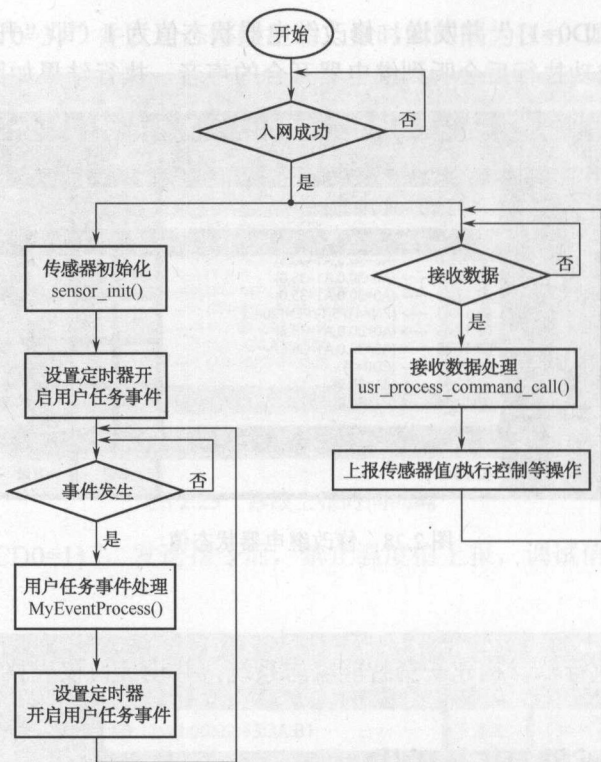 开始
入网成功
否
是
传感器初始化
sensor_init()
设置定时器开
启用户任务事件
事件发生
否
是
用户任务事件处理
MyEventProcess()
设置定时器
开启用户任务事件
接收数据
否
是
接收数据处理
usr_process_command_call()
上报传感器值/执行控制等操作